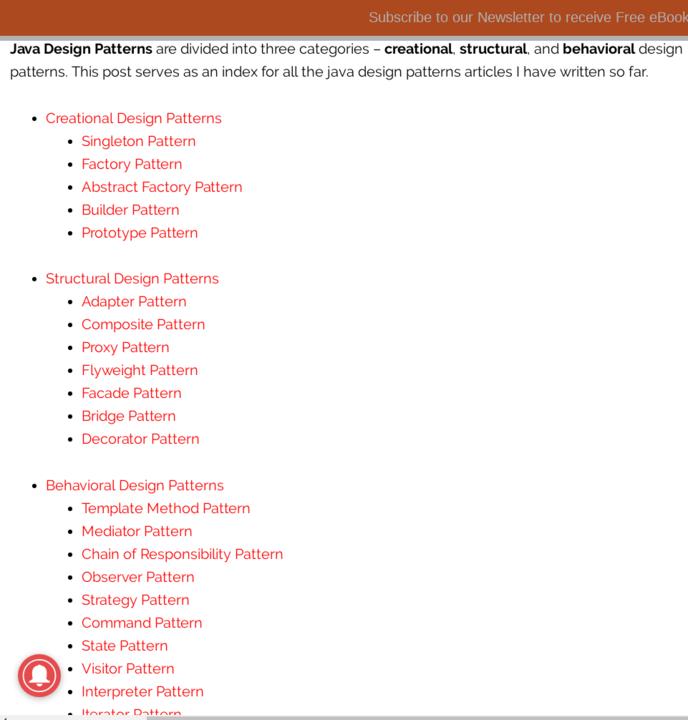 Subscribe to our Newsletter to receive Free eBook
Java Design Patterns are divided into three categories – creational, structural, and behavioral design
patterns. This post serves as an index for all the java design patterns articles I have written so far.
Creational Design Patterns
Singleton Pattern
Factory Pattern
Abstract Factory Pattern
Builder Pattern
Prototype Pattern
Structural Design Patterns
Adapter Pattern
Composite Pattern
Proxy Pattern
Flyweight Pattern
Facade Pattern
Bridge Pattern
Decorator Pattern
Behavioral Design Patterns
Template Method Pattern
Mediator Pattern
Chain of Responsibility Pattern
Observer Pattern
Strategy Pattern
Command Pattern
State Pattern
Visitor Pattern
Interpreter Pattern
Iterator Pattern